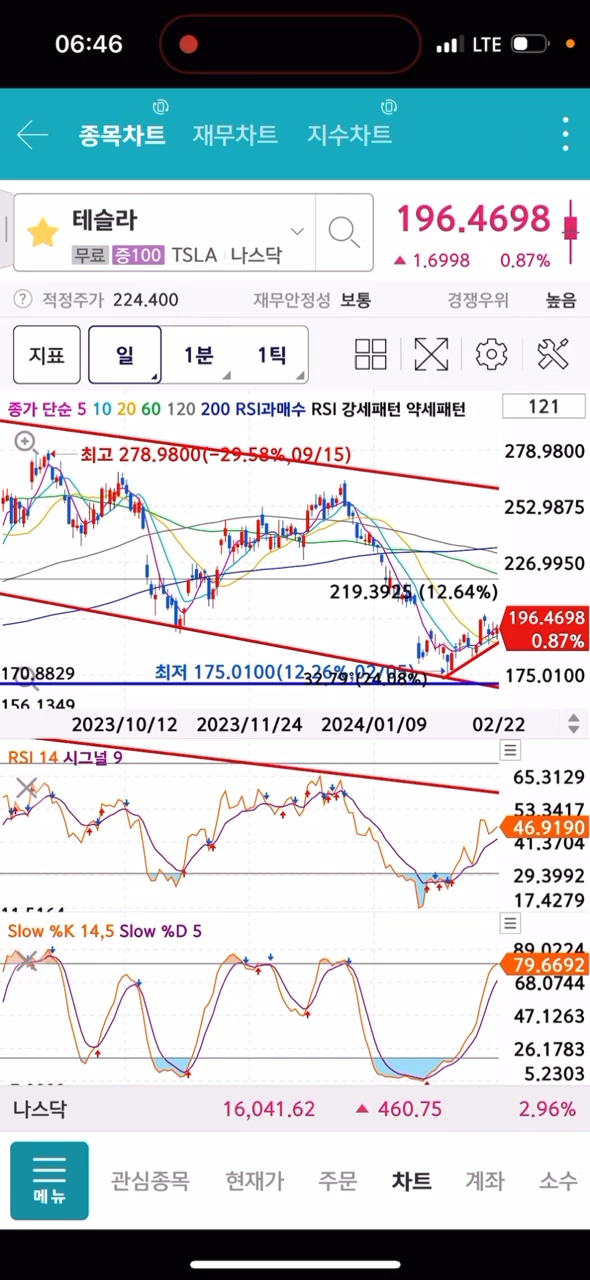 06:46 LTE
종목차트 재무차트 지수차트
테슬라
무료 증100 TSLA 나스닥
196.4698
▲ 1.6998 0.87%
? 적정주가 224.400 재무안정성 보통 경쟁우위 높음
지표 일 1분 1틱
종가 단순 5 10 20 60 120 200 RSI과매수 RSI 강세패턴 약세패턴 121
278.9800
최고 278.9800(-29.58%,09/15)
252.9875
226.9950
219.3925 (12.64%)
196.4698
0.87%
170.8829 최저 175.0100(12.26%,02/05) 175.0100
32.79,(24.08%)
156.1349
2023/10/12 2023/11/24 2024/01/09 02/22
RSI 14 시그널 9
65.3129
53.3417
46.9190
41.3704
29.3992
17.4279
11.5164
Slow %K 14,5 Slow %D 5
89.0224
79.6692
68.0744
47.1263
26.1783
5.2303
나스닥 16,041.62 ▲ 460.75 2.96%
메뉴 관심종목 현재가 주문 차트 계좌 소수